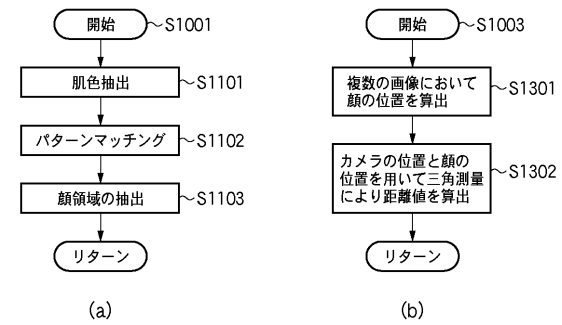 開始
S1001
肌色抽出
S1101
パターンマッチング
S1102
顔領域の抽出
S1103
リターン
(a)
開始
S1003
複数の画像において
顔の位置を算出
S1301
カメラの位置と顔の
位置を用いて三角測量
により距離値を算出
S1302
リターン
(b)